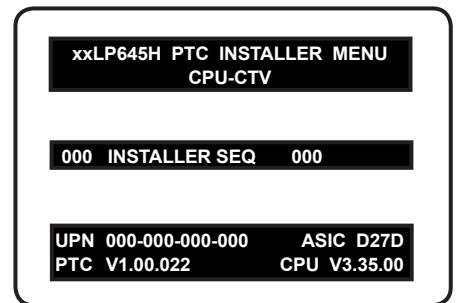 xxLP645H PTC INSTALLER MENU
CPU-CTV
000 INSTALLER SEQ 000
UPN 000-000-000-000 ASIC D27D
PTC V1.00.022 CPU V3.35.00